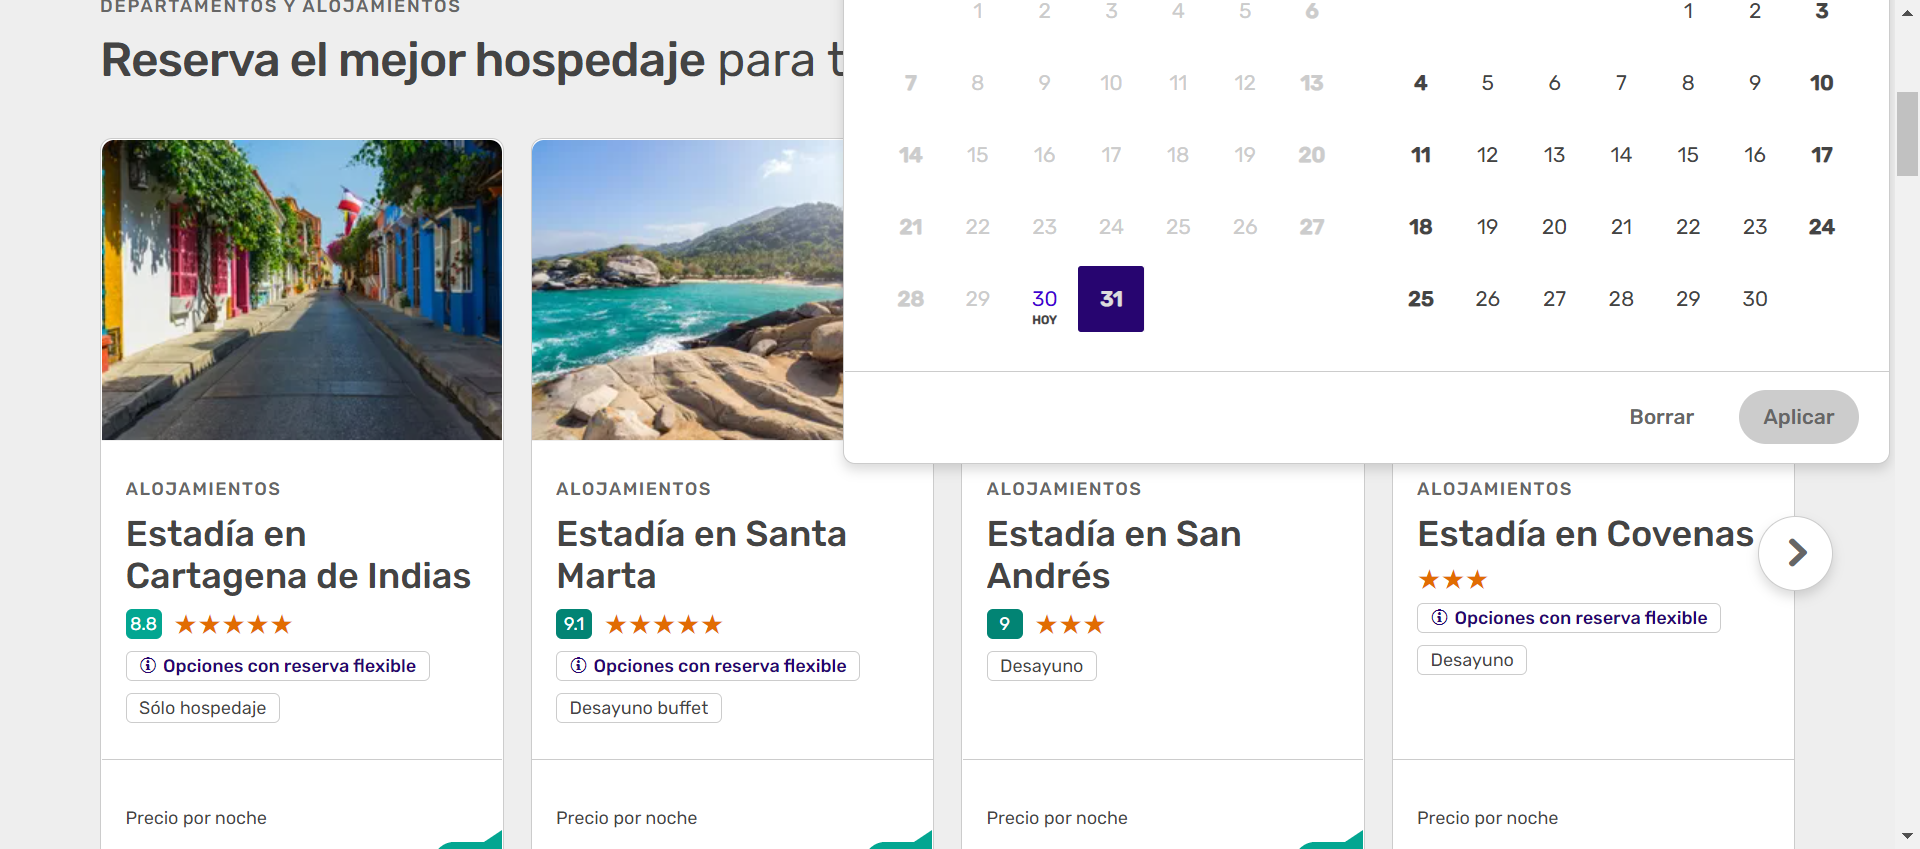 DEPARTAMENTOS Y ALOJAMIENTOS
Reserva el mejor hospedaje para t
1 2 3 4 5 6
7 8 9 10 11 12 13
14 15 16 17 18 19 20
21 22 23 24 25 26 27
28 29 30 31
HOY
1 2 3
4 5 6 7 8 9 10
11 12 13 14 15 16 17
18 19 20 21 22 23 24
25 26 27 28 29 30
Borrar
Aplicar
ALOJAMIENTOS
Estadía en
Cartagena de Indias
8.8
Opciones con reserva flexible
Sólo hospedaje
Precio por noche
ALOJAMIENTOS
Estadía en Santa
Marta
9.1
Opciones con reserva flexible
Desayuno buffet
Precio por noche
ALOJAMIENTOS
Estadía en San
Andrés
9
Desayuno
Precio por noche
ALOJAMIENTOS
Estadía en Covenas
Opciones con reserva flexible
Desayuno
Precio por noche